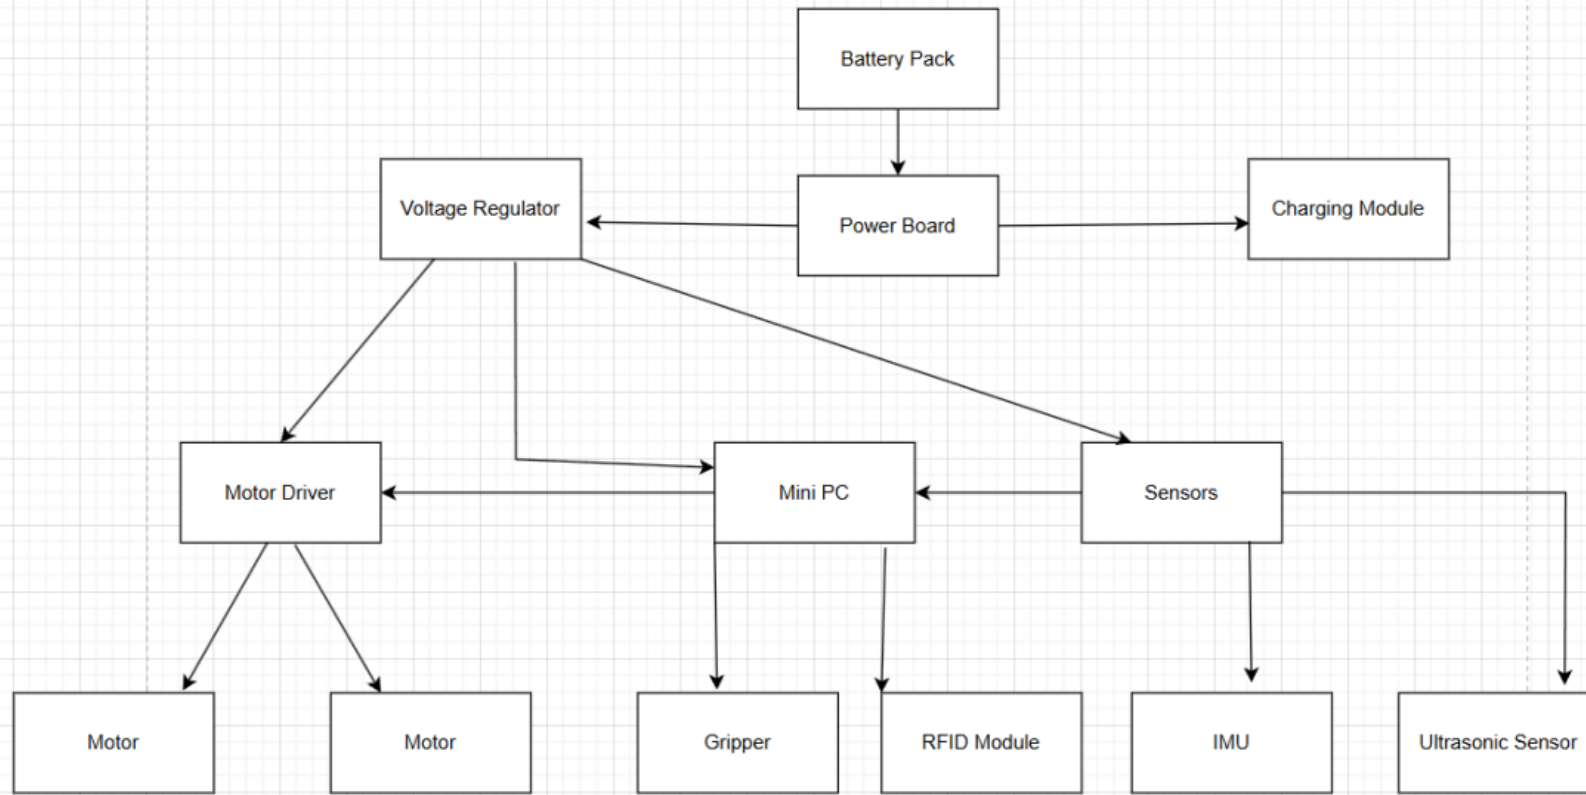 Battery Pack
Voltage Regulator
Power Board
Charging Module
Motor Driver
Mini PC
Sensors
Motor
Motor
Gripper
RFID Module
IMU
Ultrasonic Sensor